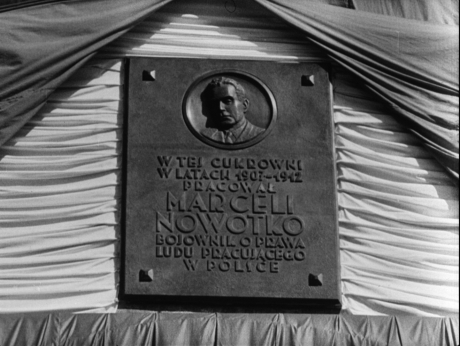 W TEJ CUKROWNI
W LATACH 1907–1912
PRACOWAŁ
MARCELI
NOWOTKO
BOJOWNIK O PRAWA
LUDU PRACUJĄCEGO
W POLSCE